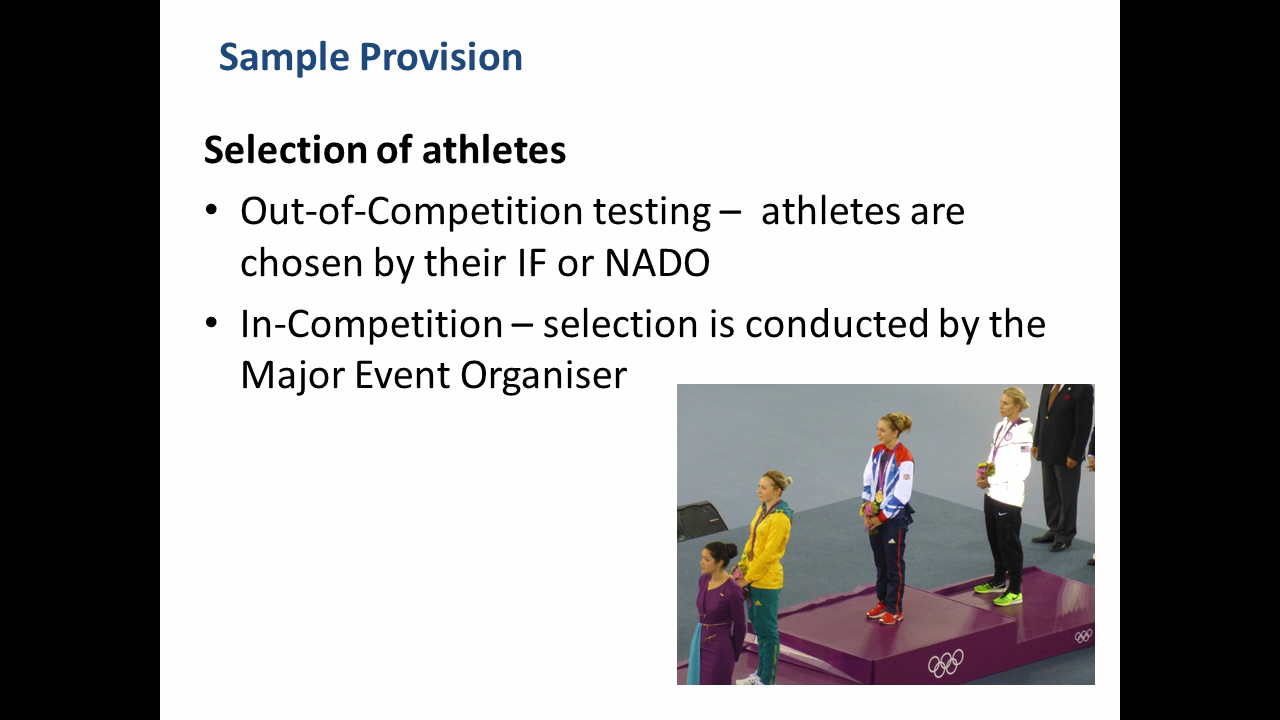 Sample Provision
Selection of athletes
• Out-of-Competition testing – athletes are
chosen by their IF or NADO
• In-Competition – selection is conducted by the
Major Event Organiser